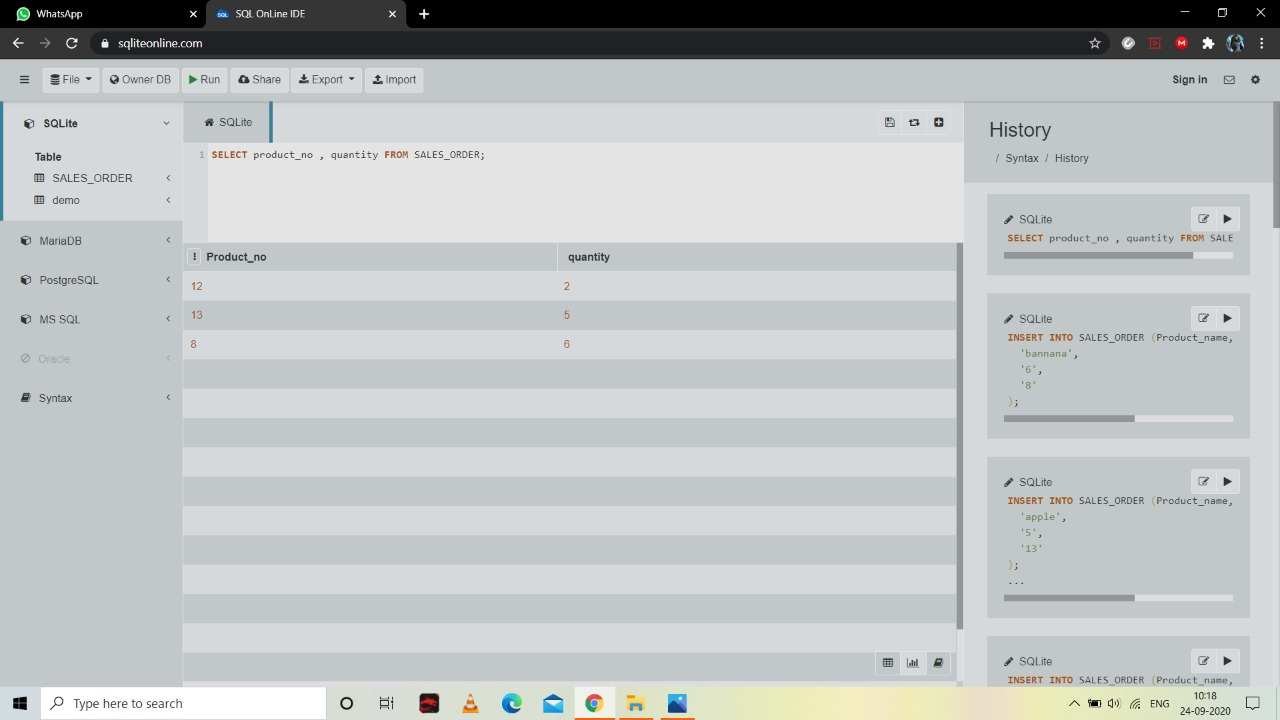 WhatsApp
SQL OnLine IDE
sqliteonline.com
File Owner DB Run Share Export Import Sign in
SQLite
Table
SALES_ORDER
demo
MariaDB
PostgreSQL
MS SQL
Oracle
Syntax
SQLite
1 SELECT product_no , quantity FROM SALES_ORDER;
Product_no quantity
12 2
13 5
8 6
History
/ Syntax / History
SQLite
SELECT product_no , quantity FROM SALE
SQLite
INSERT INTO SALES_ORDER (Product_name,
'bannana',
'6',
'8'
);
SQLite
INSERT INTO SALES_ORDER (Product_name,
'apple',
'5',
'13'
);
...
SQLite
INSERT INTO SALES_ORDER (Product_name,
Type here to search
ENG
10:18
24-09-2020